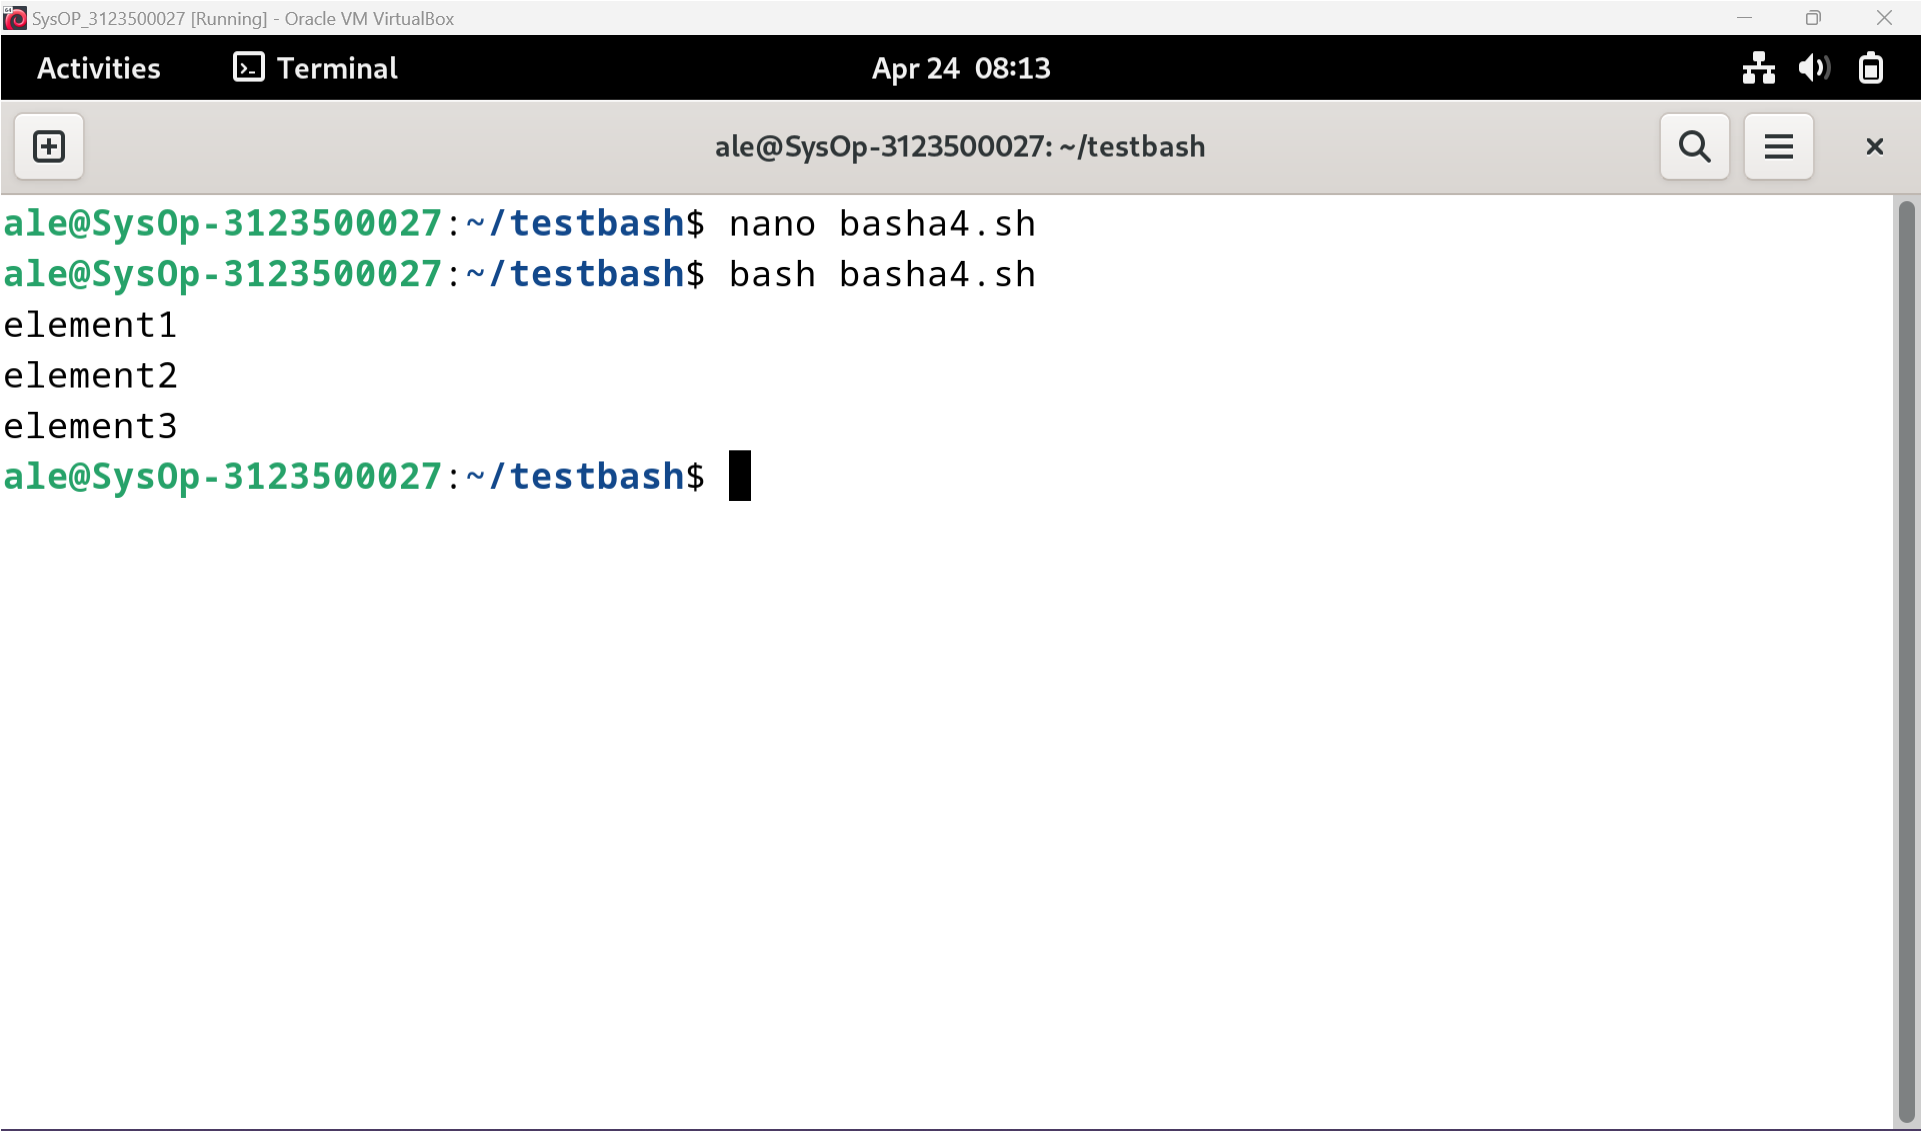 SysOP_3123500027 [Running] - Oracle VM VirtualBox
Activities Terminal Apr 24 08:13
ale@SysOp-3123500027: ~/testbash
ale@SysOp-3123500027:~/testbash$ nano basha4.sh
ale@SysOp-3123500027:~/testbash$ bash basha4.sh
element1
element2
element3
ale@SysOp-3123500027:~/testbash$